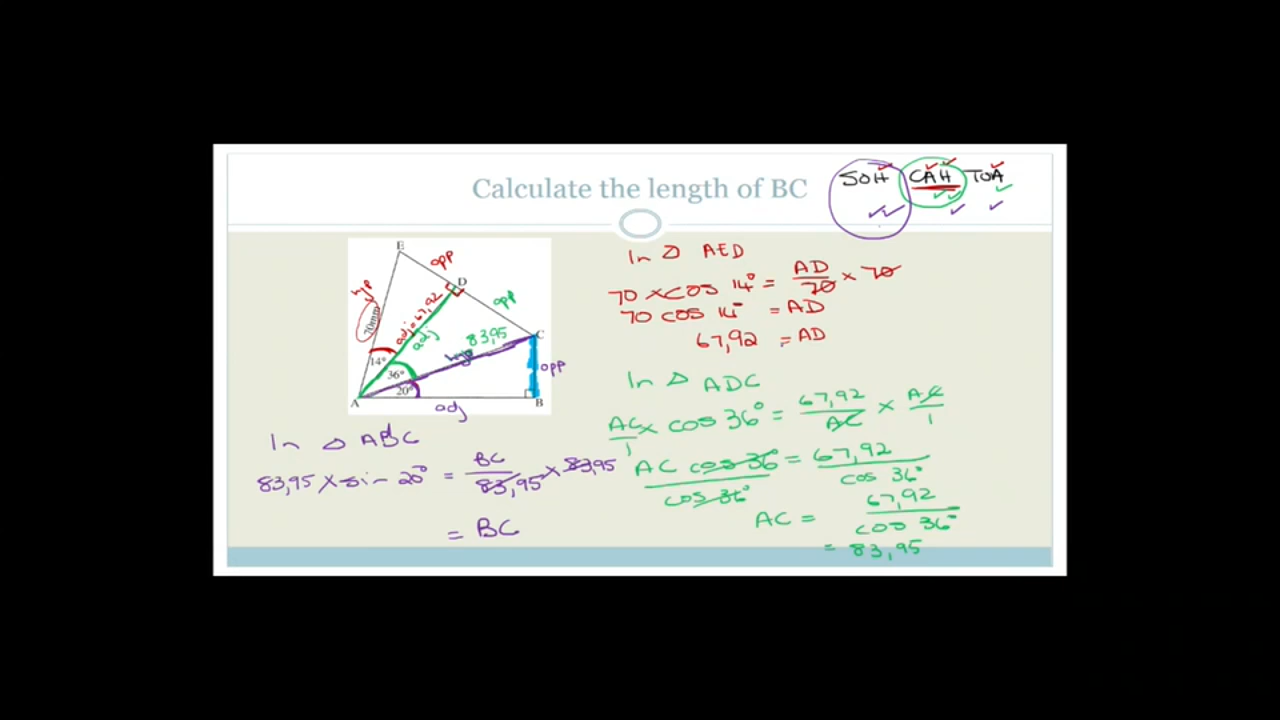 Calculate the length of BC
SOH CAH TOA
E
opp
D
hyp
70mm
adj=67,92
adj
opp
83,95
hyp
C
14°
36°
20°
opp
A
adj
B
In △ AED
70 × cos 14° = AD/70 × 70
70 cos 14° = AD
67,92 = AD
In △ ADC
AC/1 × cos 36° = 67,92/AC × AC/1
AC cos 36°/cos 36° = 67,92/cos 36°
AC = 67,92/cos 36°
= 83,95
In △ ABC
83,95 × sin 20° = BC/83,95 × 83,95
= BC